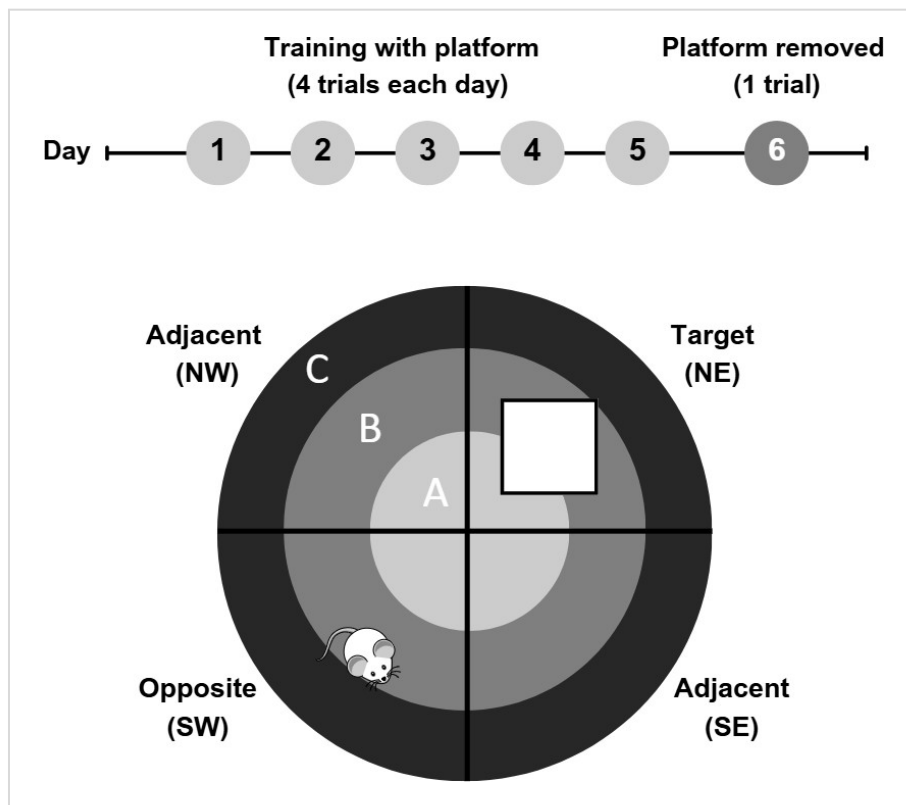 Training with platform
(4 trials each day)
Platform removed
(1 trial)
Day 1 2 3 4 5 6
Adjacent
(NW)
Target
(NE)
C
B
A
Opposite
(SW)
Adjacent
(SE)